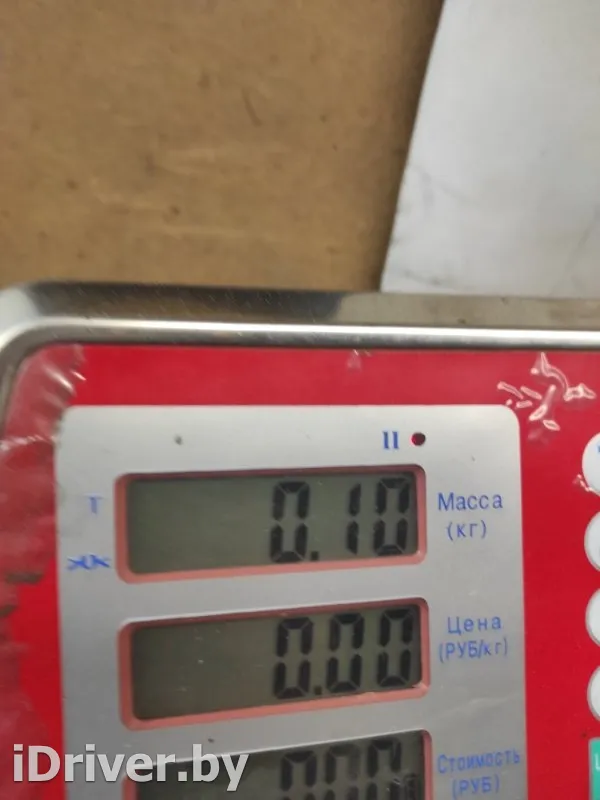 II
T
0.10
Масса
(кг)
0.00
Цена
(РУБ/кг)
Стоимость
(РУБ)
iDriver.by